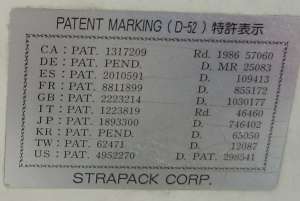 PATENT MARKING (D-52) 特許表示
CA: PAT. 1317209 Rd. 1986 57060
DE: PAT. PEND. D. MR 25083
ES: PAT. 2010591 D. 109413
FR: PAT. 8811899 D. 855172
GB: PAT. 2223214 D. 1030177
IT: PAT. 1223819 Rd. 46460
JP: PAT. 1893300 D. 746402
KR: PAT. PEND. D. 65050
TW: PAT. 62471 D. 12087
US: PAT. 4952270 D. PAT. 298541
STRAPACK CORP.